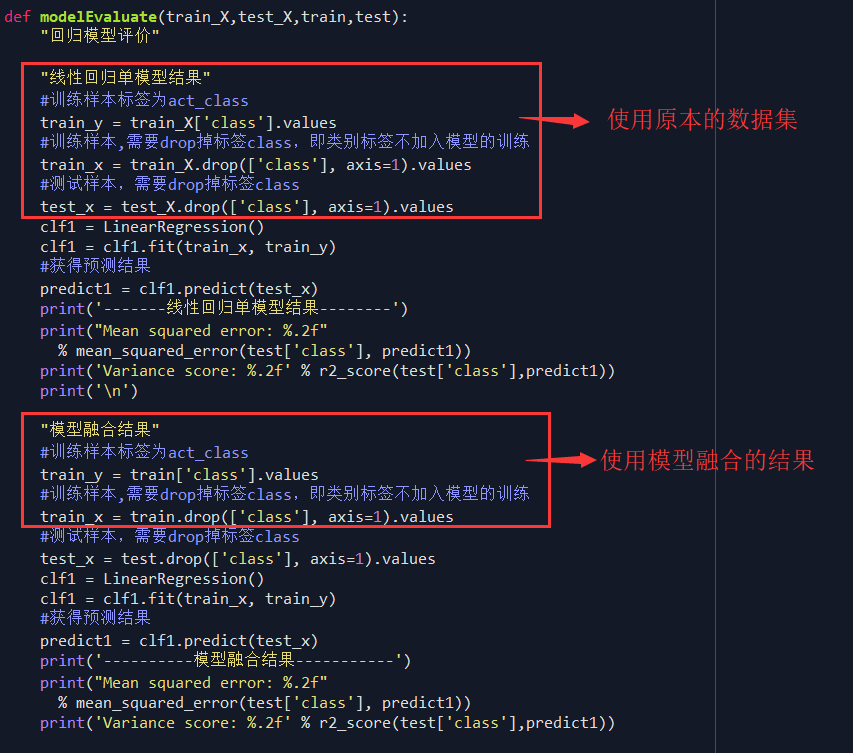 def modelEvaluate(train_X,test_X,train,test):
"回归模型评价"
"线性回归单模型结果"
#训练样本标签为act_class
train_y = train_X['class'].values
使用原本的数据集
#训练样本,需要drop掉标签class，即类别标签不加入模型的训练
train_x = train_X.drop(['class'], axis=1).values
#测试样本，需要drop掉标签class
test_x = test_X.drop(['class'], axis=1).values
clf1 = LinearRegression()
clf1 = clf1.fit(train_x, train_y)
#获得预测结果
predict1 = clf1.predict(test_x)
print('-------线性回归单模型结果--------')
print("Mean squared error: %.2f"
% mean_squared_error(test['class'], predict1))
print('Variance score: %.2f' % r2_score(test['class'],predict1))
print('\n')
"模型融合结果"
#训练样本标签为act_class
使用模型融合的结果
train_y = train['class'].values
#训练样本,需要drop掉标签class，即类别标签不加入模型的训练
train_x = train.drop(['class'], axis=1).values
#测试样本，需要drop掉标签class
test_x = test.drop(['class'], axis=1).values
clf1 = LinearRegression()
clf1 = clf1.fit(train_x, train_y)
#获得预测结果
predict1 = clf1.predict(test_x)
print('----------模型融合结果-----------')
print("Mean squared error: %.2f"
% mean_squared_error(test['class'], predict1))
print('Variance score: %.2f' % r2_score(test['class'],predict1))